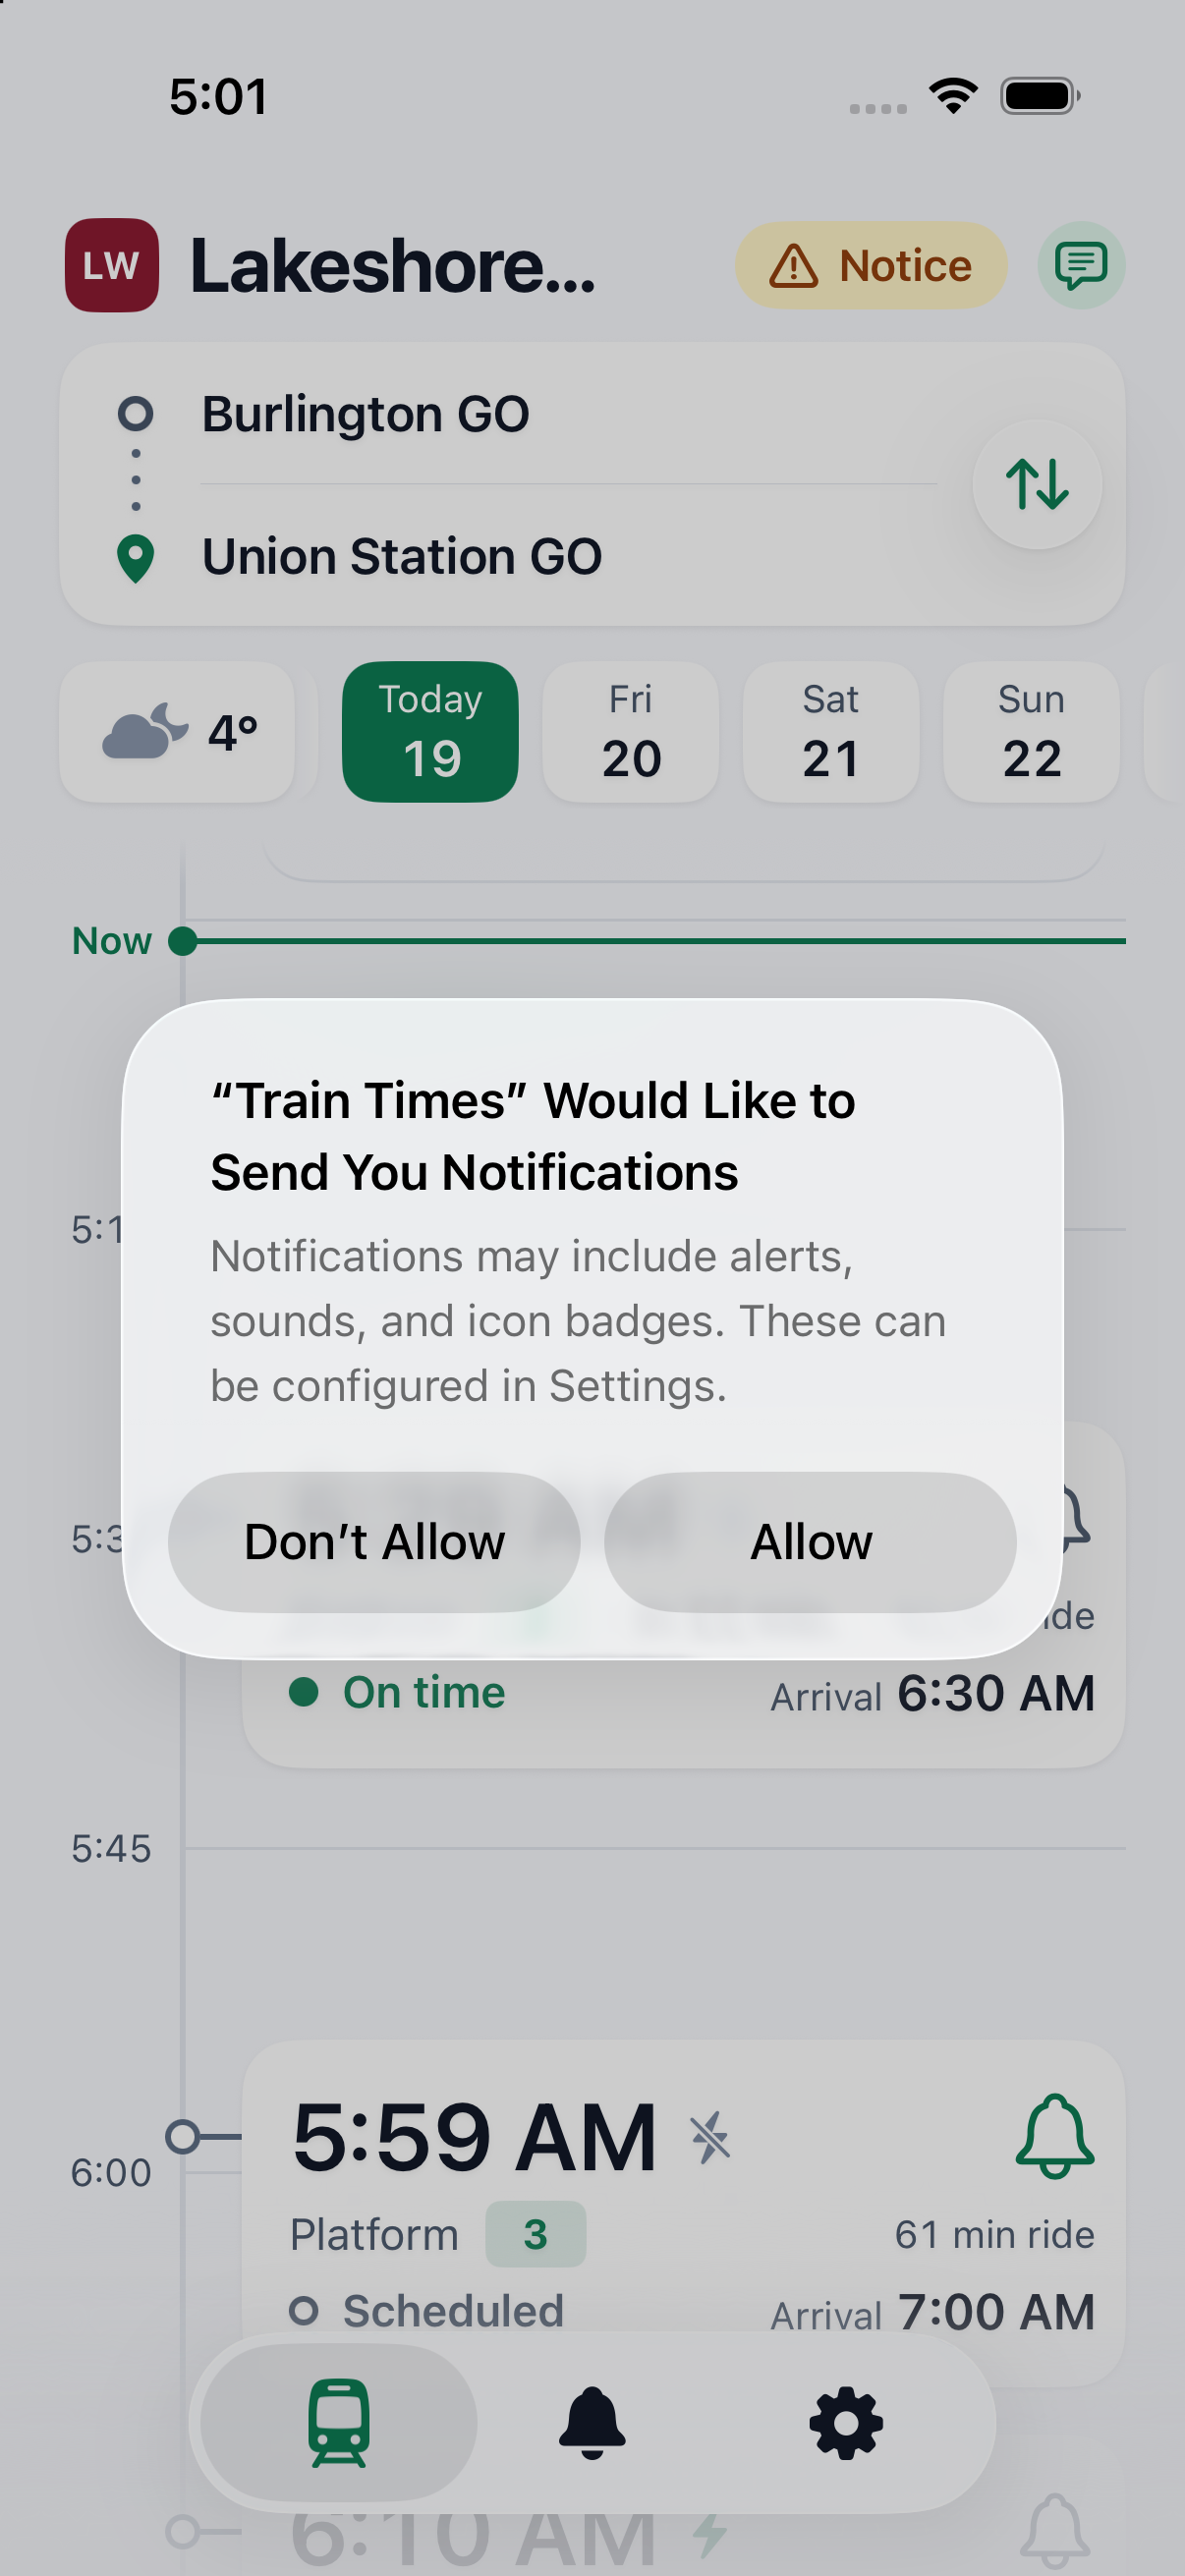 5:01
LW
Lakeshore...
Notice
Burlington GO
Union Station GO
4°
Today
19
Fri
20
Sat
21
Sun
22
Now
“Train Times” Would Like to
Send You Notifications
Notifications may include alerts,
sounds, and icon badges. These can
be configured in Settings.
Don’t Allow
Allow
On time
Arrival 6:30 AM
5:45
5:59 AM
6:00
Platform 3
61 min ride
Scheduled
Arrival 7:00 AM
6:10 AM